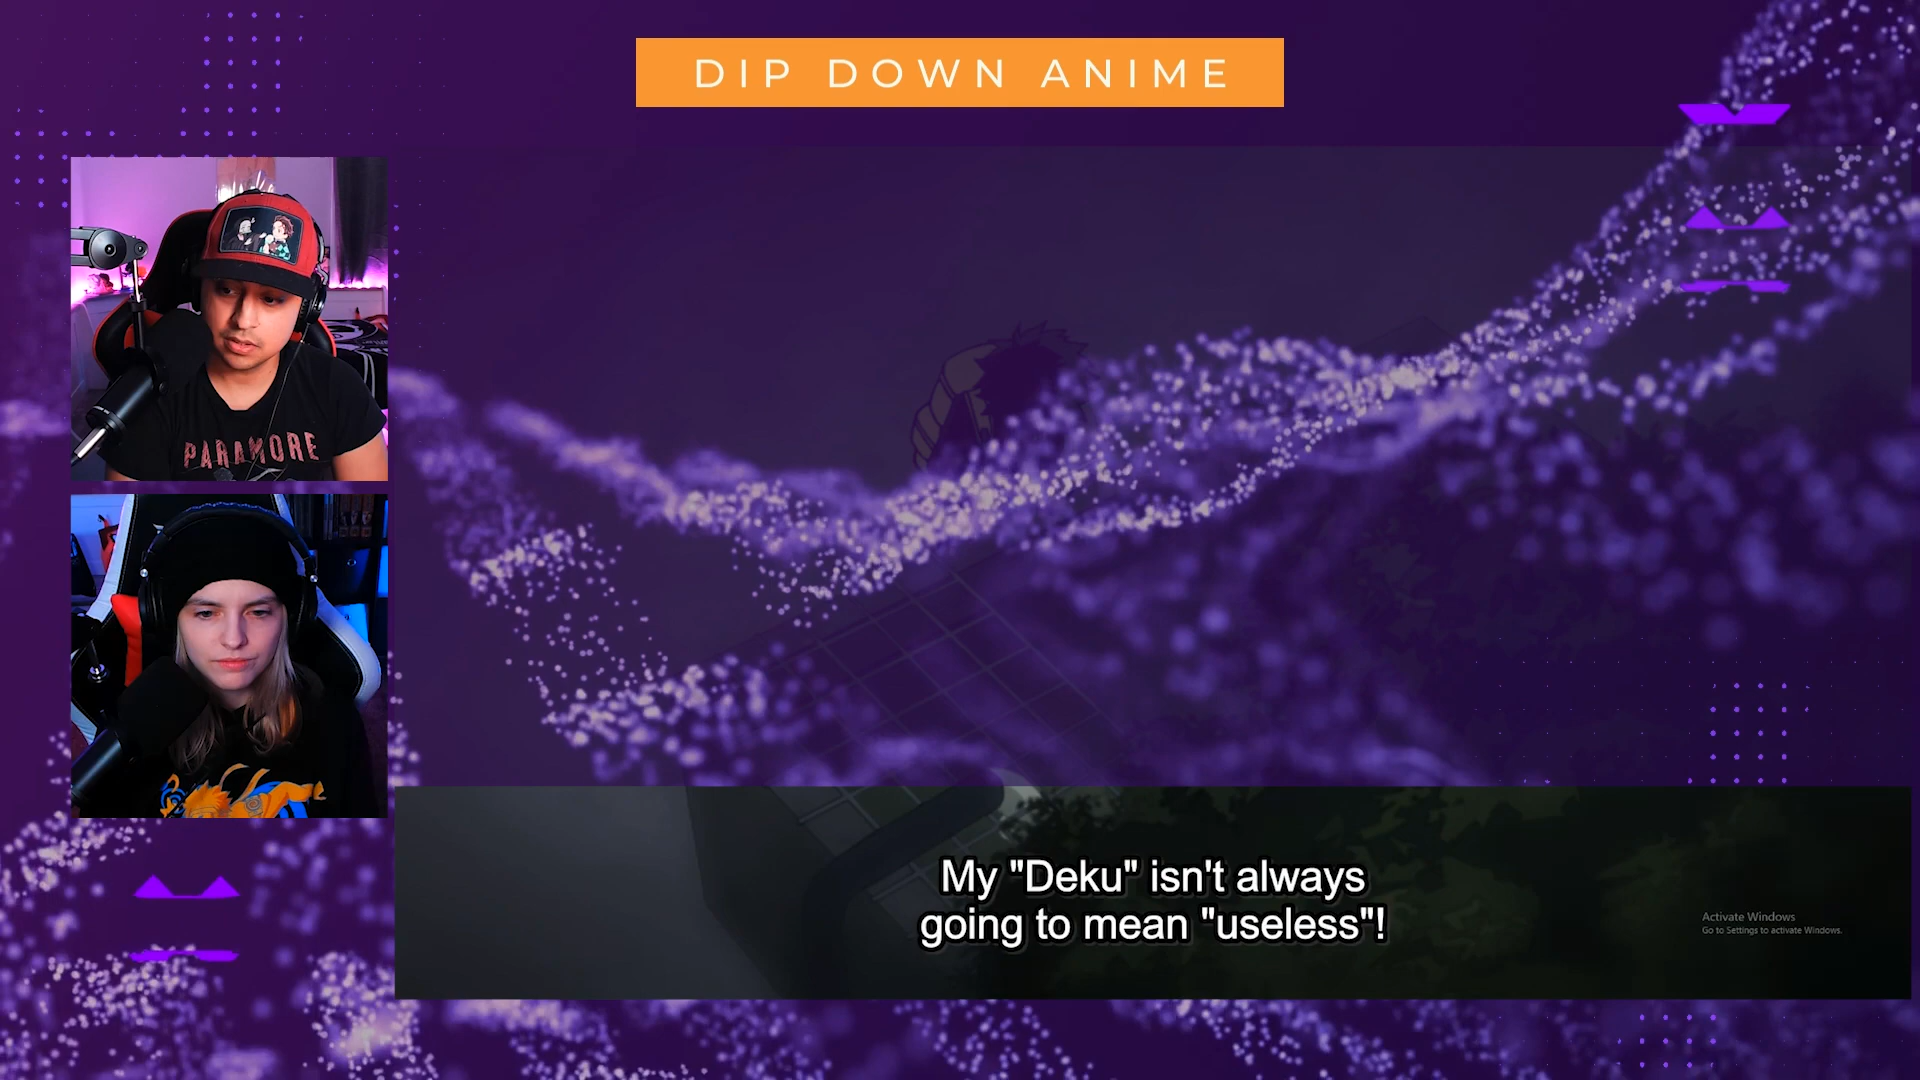 DIP DOWN ANIME
PARAMORE
My "Deku" isn't always
going to mean "useless"!
Activate Windows
Go to Settings to activate Windows.